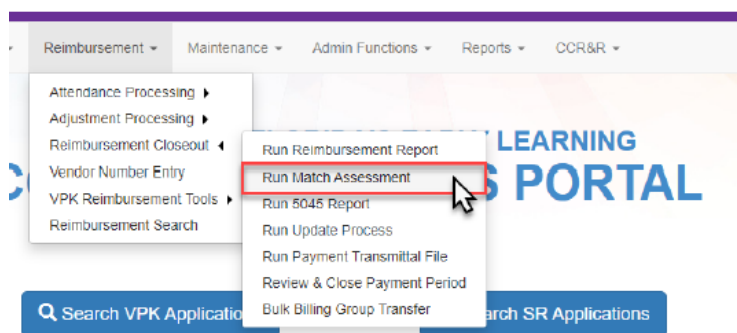 Reimbursement Maintenance Admin Functions Reports CCR&R
Attendance Processing
Adjustment Processing
Reimbursement Closeout
Vendor Number Entry
VPK Reimbursement Tools
Reimbursement Search
Run Reimbursement Report
Run Match Assessment
Run 5045 Report
Run Update Process
Run Payment Transmittal File
Review & Close Payment Period
Bulk Billing Group Transfer
LEARNING
PORTAL
Search VPK Applicatio
arch SR Applications